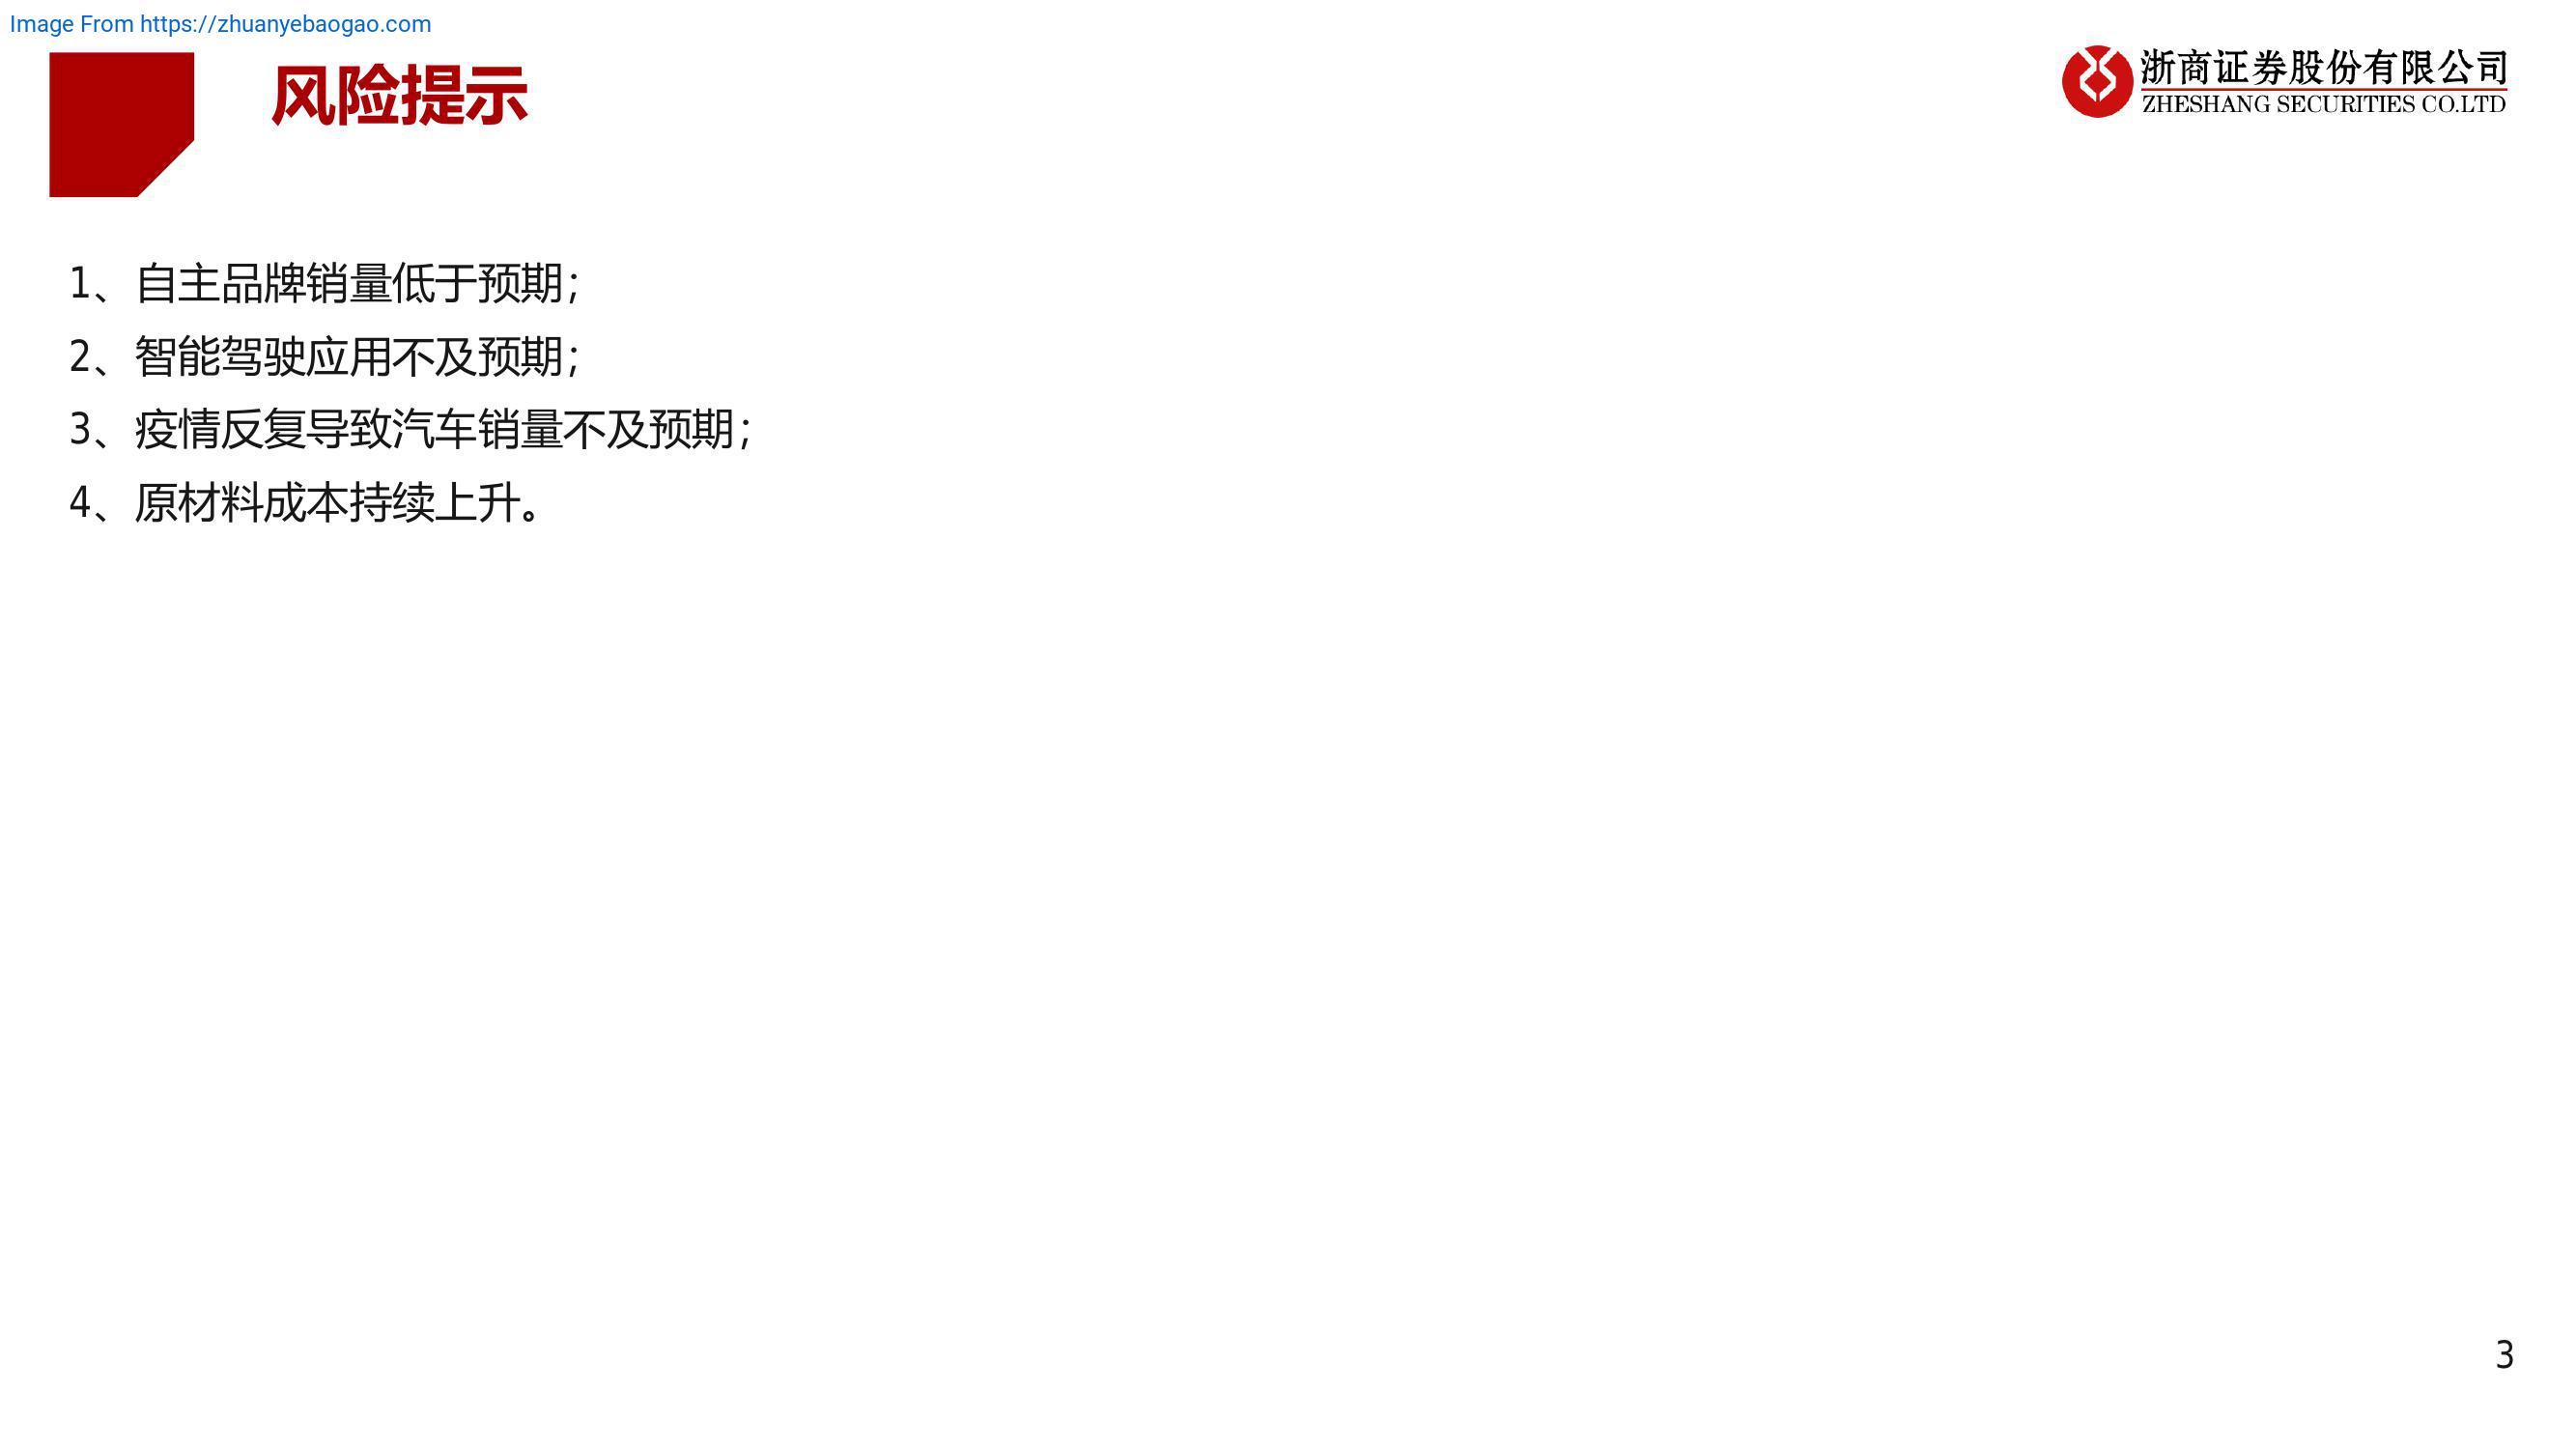 Image From https://zhuanyebaogao.com
风险提示
浙商证券股份有限公司
ZHESHANG SECURITIES CO.LTD
1、自主品牌销量低于预期；
2、智能驾驶应用不及预期；
3、疫情反复导致汽车销量不及预期；
4、原材料成本持续上升。
3